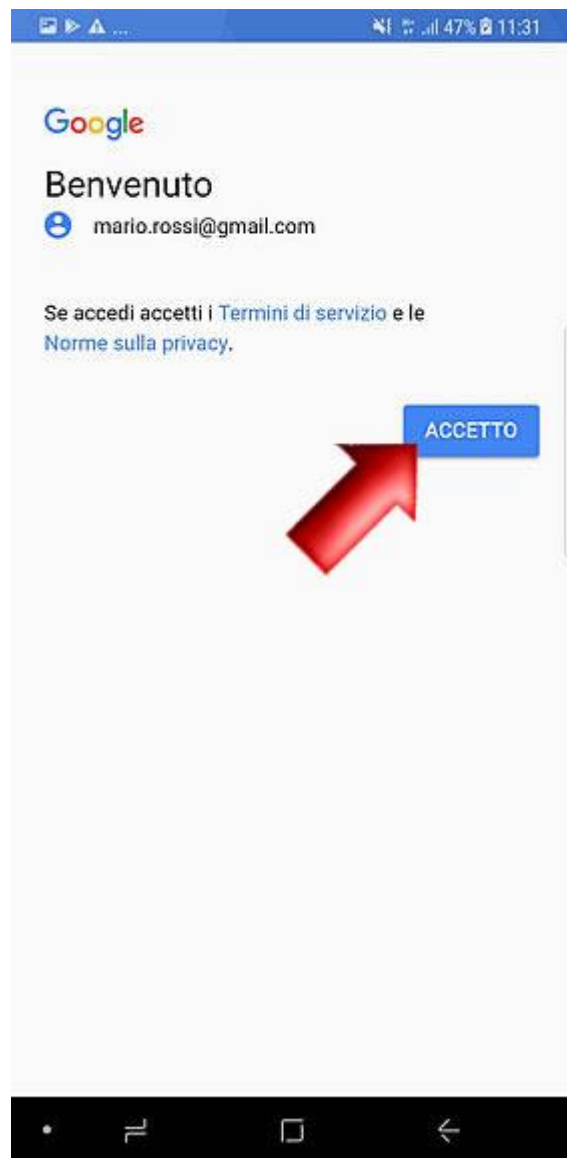 ... 47% 11:31
Google
Benvenuto
mario.rossi@gmail.com
Se accedi accetti i Termini di servizio e le
Norme sulla privacy.
ACCETTO